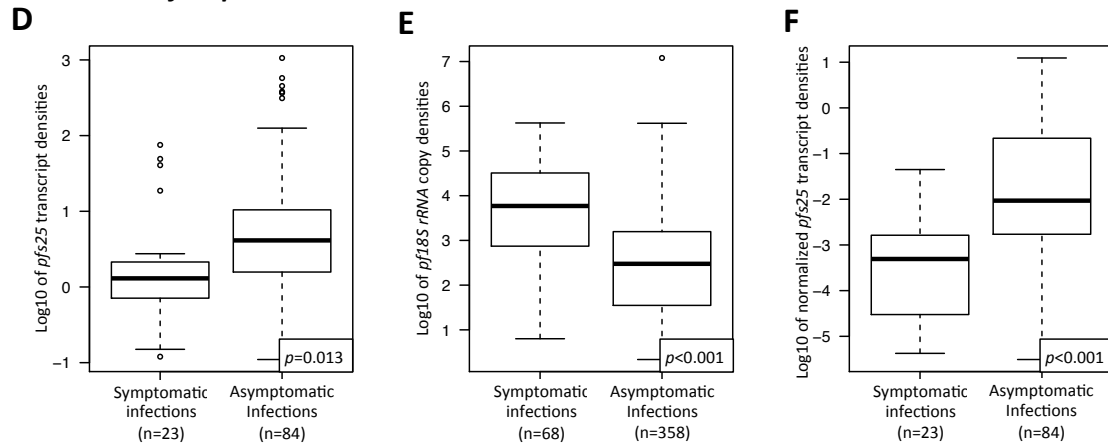 D
Log10 of pfs25 transcript densities
3
2
1
0
−1
p=0.013
Symptomatic
infections
(n=23)
Asymptomatic
Infections
(n=84)
E
Log10 of pf18S rRNA copy densities
7
6
5
4
3
2
1
p<0.001
Symptomatic
infections
(n=68)
Asymptomatic
Infections
(n=358)
F
Log10 of normalized pfs25 transcript densities
1
0
−1
−2
−3
−4
−5
p<0.001
Symptomatic
infections
(n=23)
Asymptomatic
Infections
(n=84)